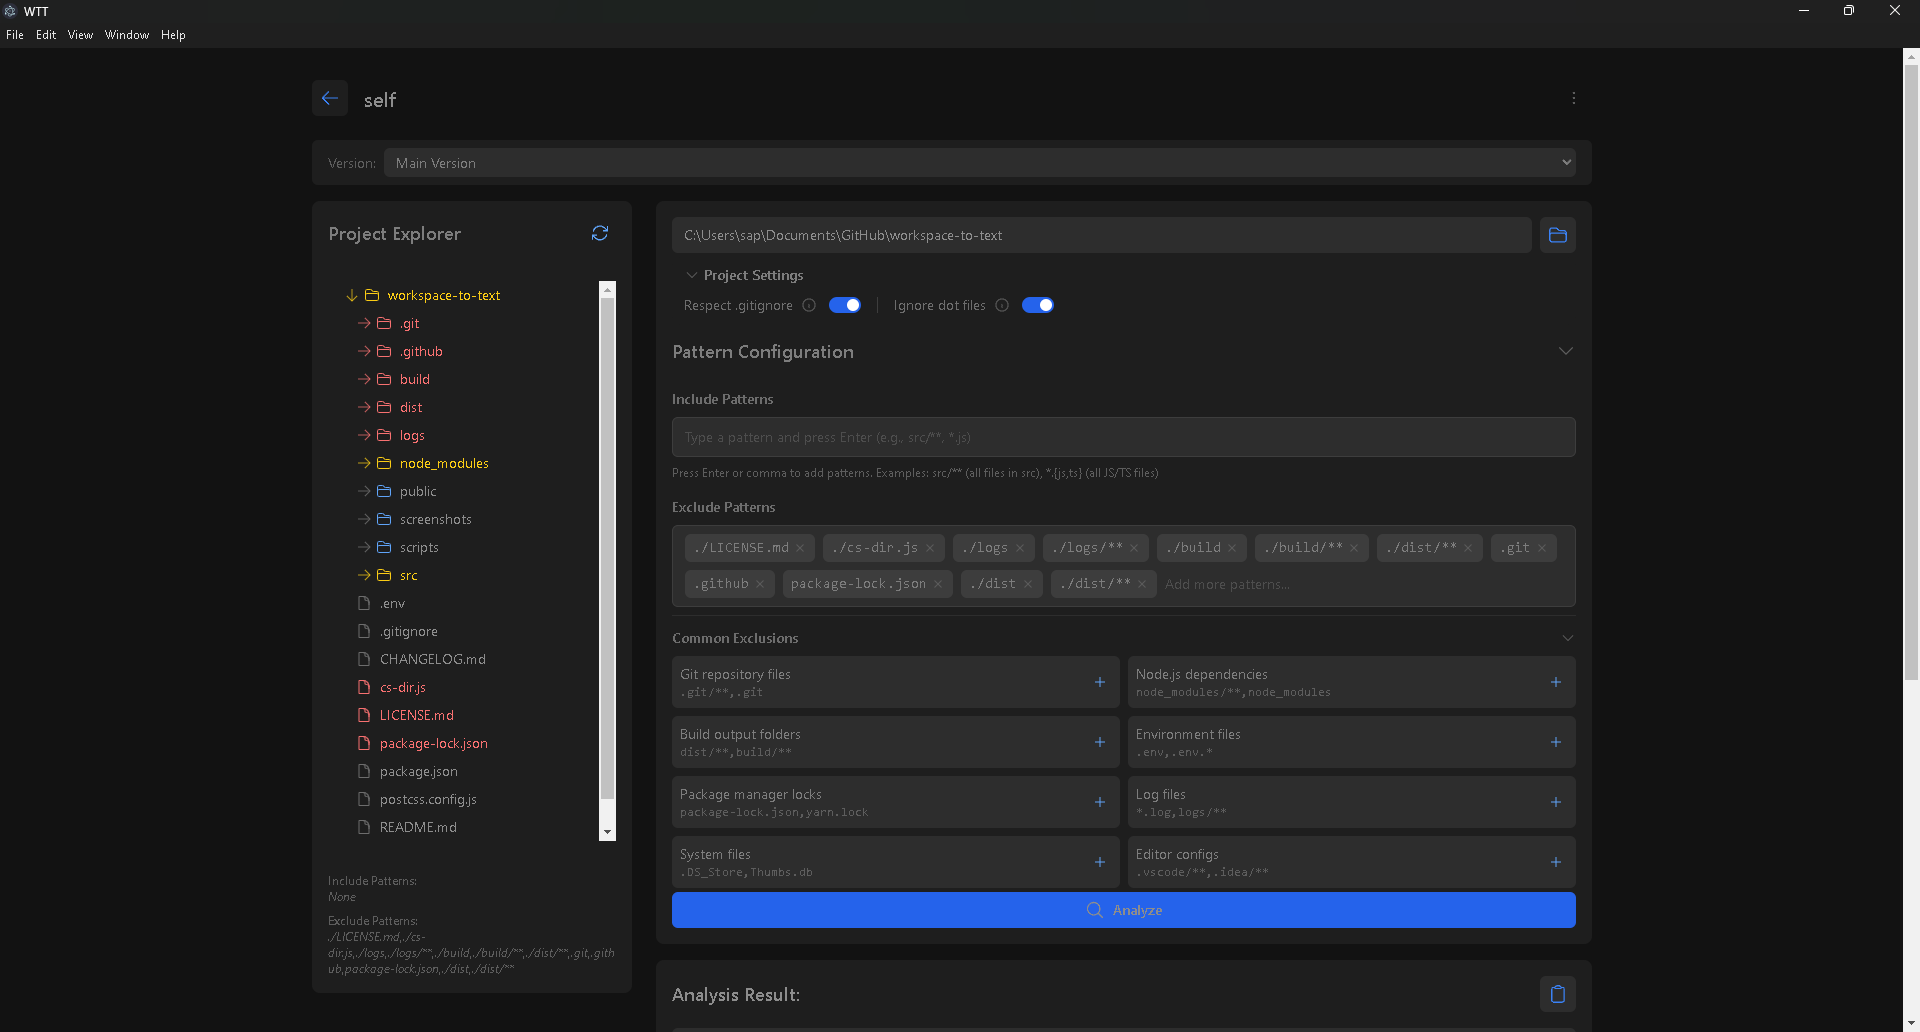 WTT
File Edit View Window Help
self
Version: Main Version
Project Explorer
workspace-to-text
.git
.github
build
dist
logs
node_modules
public
screenshots
scripts
src
.env
.gitignore
CHANGELOG.md
cs-dir.js
LICENSE.md
package-lock.json
package.json
postcss.config.js
README.md
Include Patterns:
None
Exclude Patterns:
./LICENSE.md,./cs-
dir.js,./logs,./logs/**,./build,./build/**,./dist/**,.git,.gith
ub,package-lock.json,./dist,./dist/**
C:\Users\sap\Documents\GitHub\workspace-to-text
Project Settings
Respect .gitignore | Ignore dot files
Pattern Configuration
Include Patterns
Type a pattern and press Enter (e.g., src/**, *.js)
Press Enter or comma to add patterns. Examples: src/** (all files in src), *.{js,ts} (all JS/TS files)
Exclude Patterns
./LICENSE.md × ./cs-dir.js × ./logs × ./logs/** × ./build × ./build/** × ./dist/** × .git ×
.github × package-lock.json × ./dist × ./dist/** × Add more patterns...
Common Exclusions
Git repository files
.git/**,.git
Node.js dependencies
node_modules/**,node_modules
Build output folders
dist/**,build/**
Environment files
.env,.env.*
Package manager locks
package-lock.json,yarn.lock
Log files
*.log,logs/**
System files
.DS_Store,Thumbs.db
Editor configs
.vscode/**,.idea/**
Analyze
Analysis Result: